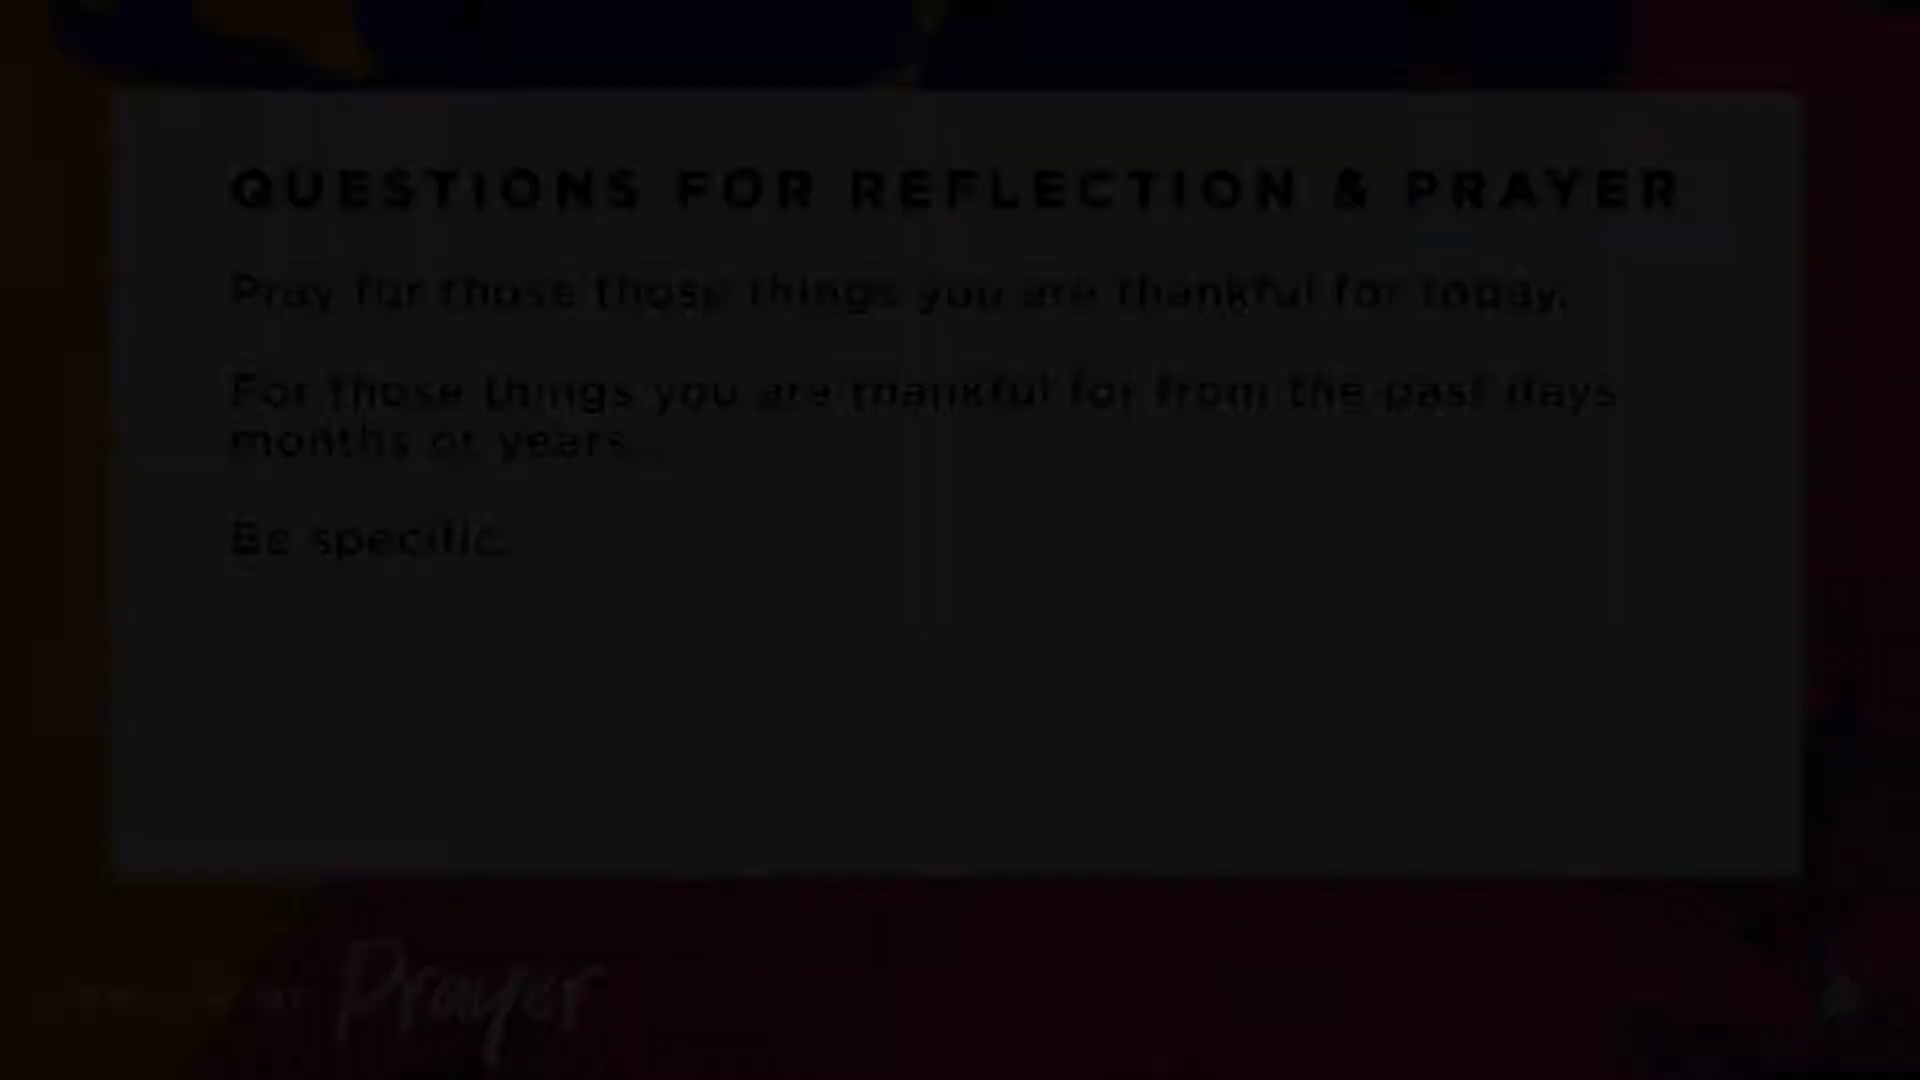 QUESTIONS FOR REFLECTION & PRAYER
Pray for those those things you are thankful for today.
For those things you are thankful for from the past days
months or years.
Be specific.
Prayer